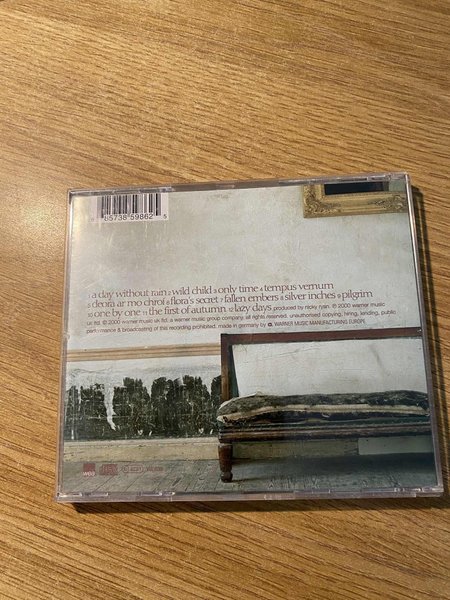 5 85738 59862 5
1 a day without rain 2 wild child 3 only time 4 tempus vernum
5 deora ar mo chroí 6 flora's secret 7 fallen embers 8 silver inches 9 pilgrim
10 one by one 11 the first of autumn 12 lazy days produced by nicky ryan. ℗ 2000 warner music
uk ltd. © 2000 warner music uk ltd. a warner music group company. all rights reserved. unauthorised copying, hiring, lending, public
performance & broadcasting of this recording prohibited. made in germany by WARNER MUSIC MANUFACTURING EUROPE.
wea